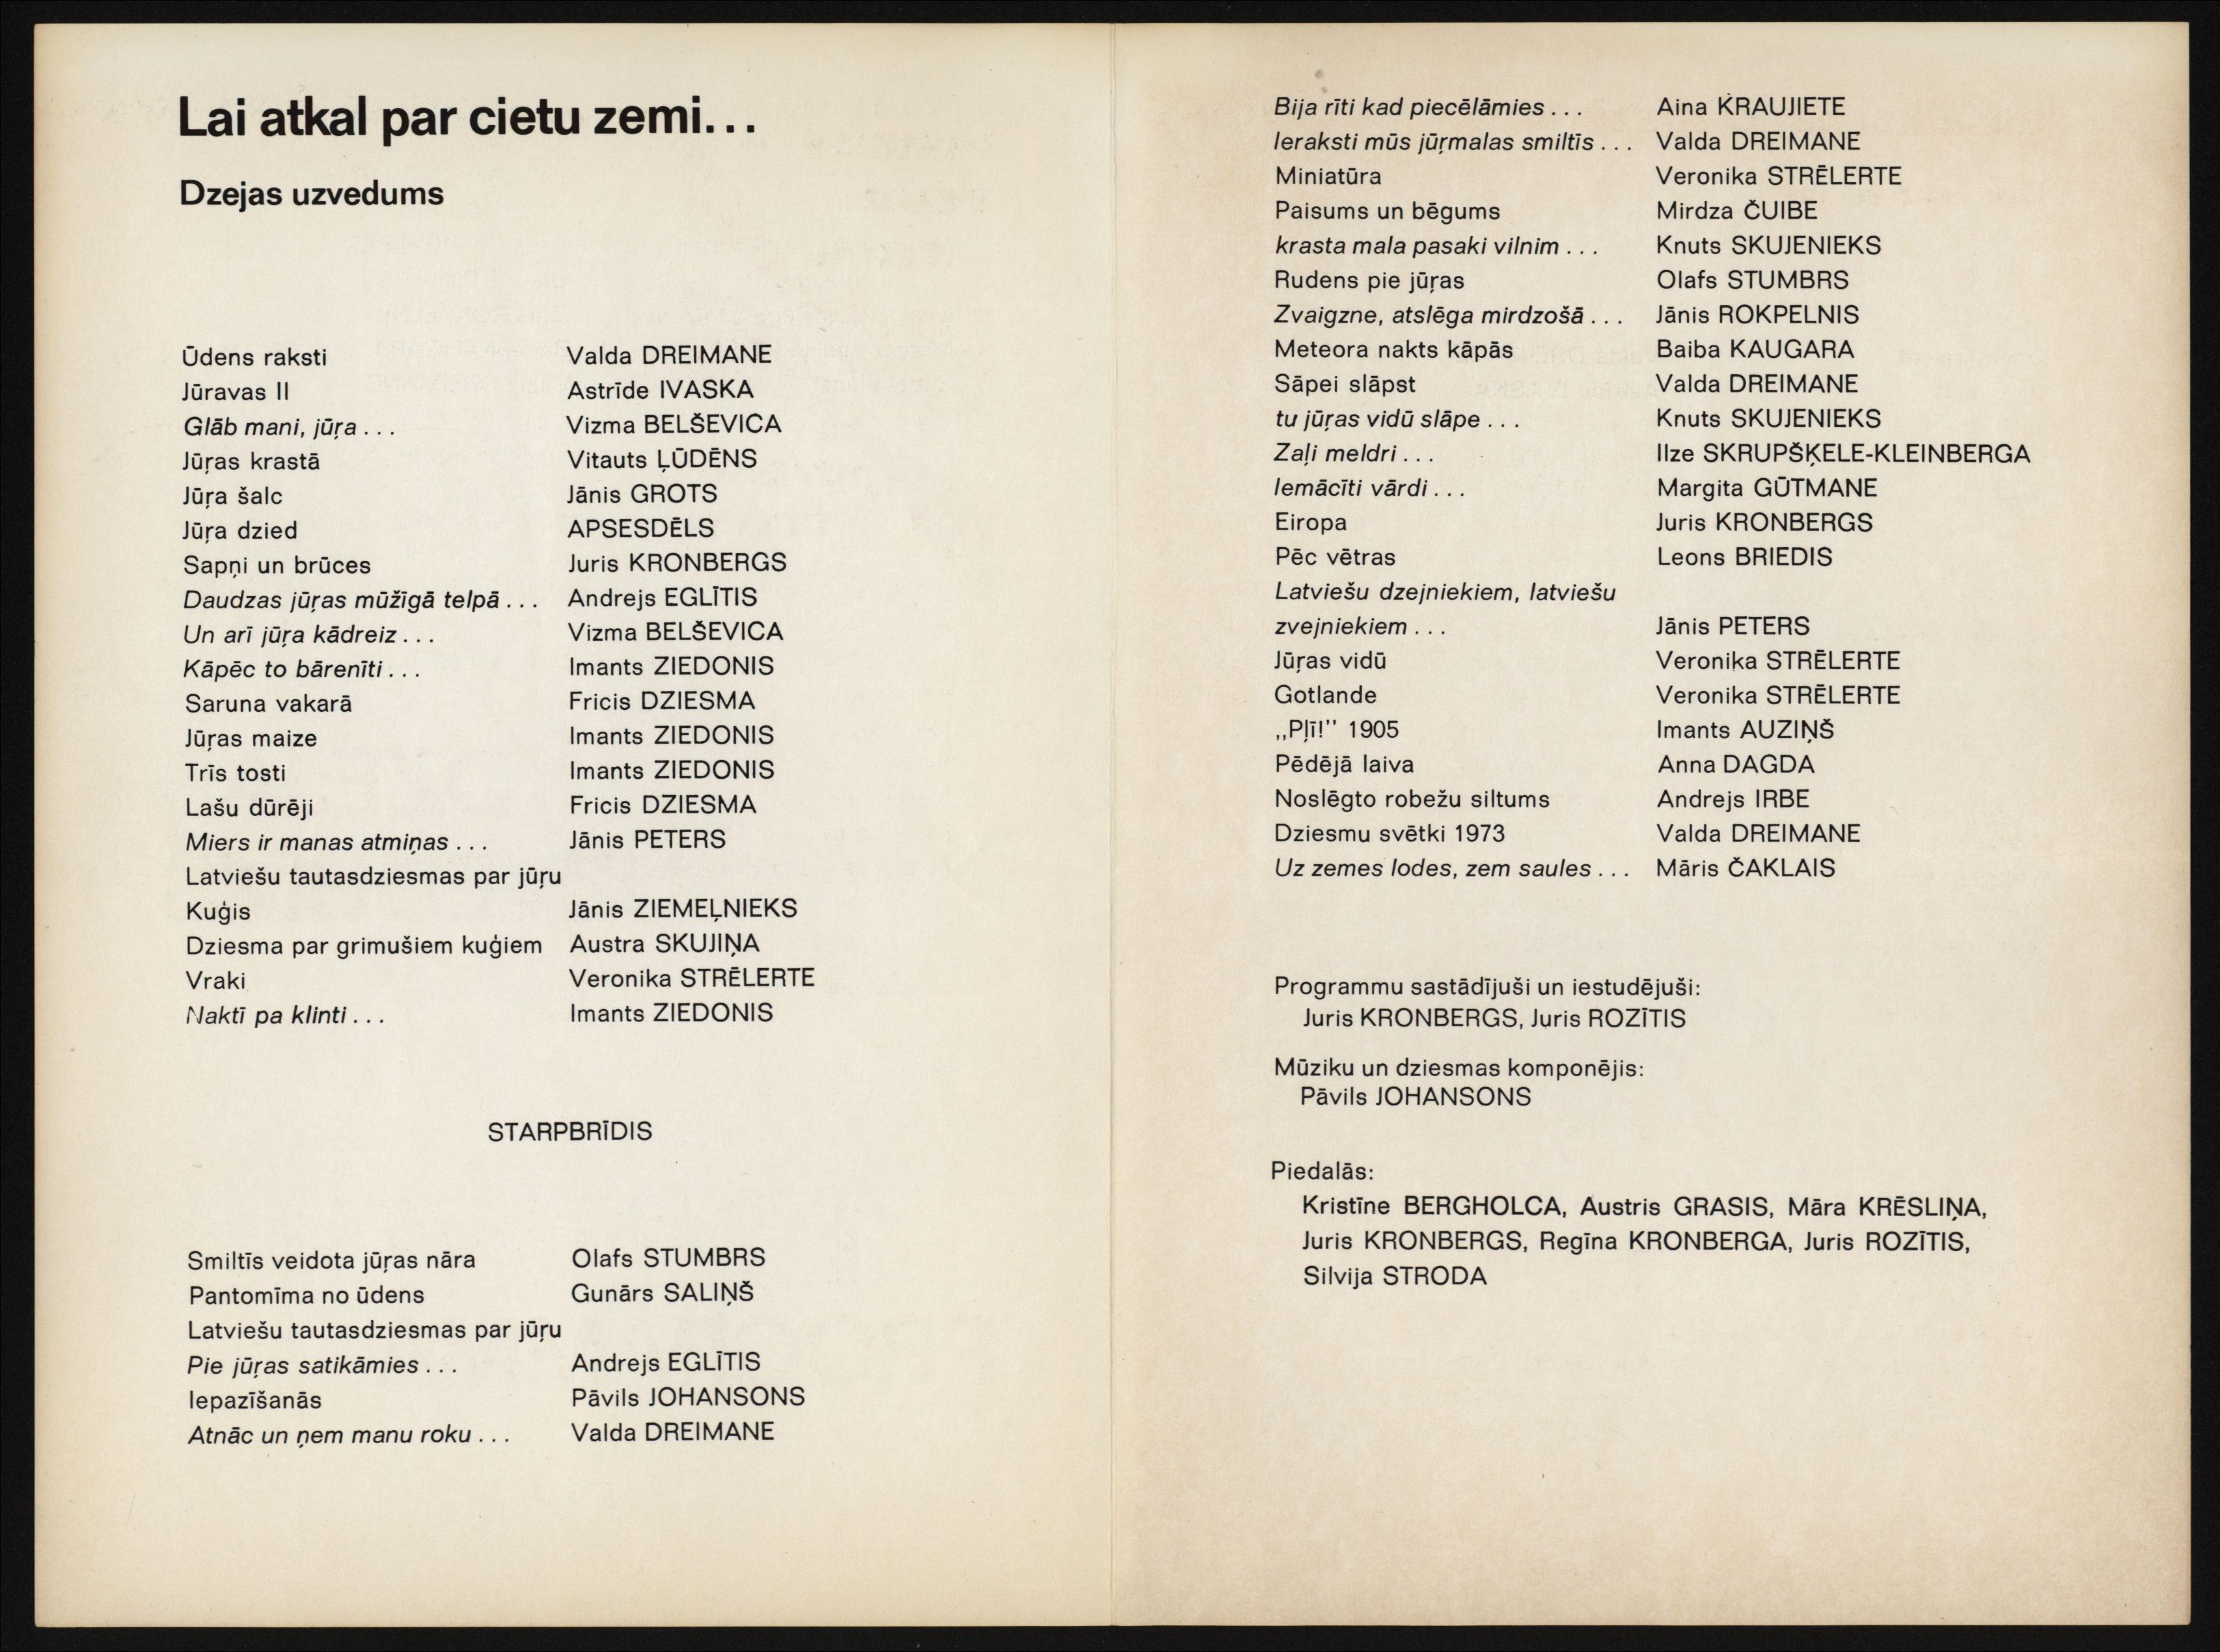 Lai atkal par cietu zemi...
Dzejas uzvedums
Ūdens raksti Valda DREIMANE
Jūravas II Astrīde IVASKA
Glāb mani, jūŗa... Vizma BELŠEVICA
Jūŗas krastā Vitauts ĻŪDĒNS
Jūŗa šalc Jānis GROTS
Jūŗa dzied APSESDĒLS
Sapņi un brūces Juris KRONBERGS
Daudzas jūŗas mūžīgā telpā... Andrejs EGLĪTIS
Un arī jūŗa kādreiz... Vizma BELŠEVICA
Kāpēc to bārenīti... Imants ZIEDONIS
Saruna vakarā Fricis DZIESMA
Jūŗas maize Imants ZIEDONIS
Trīs tosti Imants ZIEDONIS
Lašu dūrēji Fricis DZIESMA
Miers ir manas atmiņas... Jānis PETERS
Latviešu tautasdziesmas par jūŗu
Kuģis Jānis ZIEMEĻNIEKS
Dziesma par grimušiem kuģiem Austra SKUJIŅA
Vraki Veronika STRĒLERTE
Naktī pa klinti... Imants ZIEDONIS
STARPBRĪDIS
Smiltīs veidota jūŗas nāra Olafs STUMBRS
Pantomīma no ūdens Gunārs SALIŅŠ
Latviešu tautasdziesmas par jūŗu
Pie jūŗas satikāmies... Andrejs EGLĪTIS
Iepazīšanās Pāvils JOHANSONS
Atnāc un ņem manu roku... Valda DREIMANE
Bija rīti kad piecēlāmies... Aina KRAUJIETE
Ieraksti mūs jūŗmalas smiltīs... Valda DREIMANE
Miniatūra Veronika STRĒLERTE
Paisums un bēgums Mirdza ČUIBE
krasta mala pasaki vilnim... Knuts SKUJENIEKS
Rudens pie jūŗas Olafs STUMBRS
Zvaigzne, atslēga mirdzošā... Jānis ROKPELNIS
Meteora nakts kāpās Baiba KAUGARA
Sāpei slāpst Valda DREIMANE
tu jūŗas vidū slāpe... Knuts SKUJENIEKS
Zaļi meldri... Ilze SKRUPŠĶELE-KLEINBERGA
Iemācīti vārdi... Margita GŪTMANE
Eiropa Juris KRONBERGS
Pēc vētras Leons BRIEDIS
Latviešu dzejniekiem, latviešu
zvejniekiem... Jānis PETERS
Jūŗas vidū Veronika STRĒLERTE
Gotlande Veronika STRĒLERTE
„Pļī!” 1905 Imants AUZIŅŠ
Pēdējā laiva Anna DAGDA
Noslēgto robežu siltums Andrejs IRBE
Dziesmu svētki 1973 Valda DREIMANE
Uz zemes lodes, zem saules... Māris ČAKLAIS
Programmu sastādījuši un iestudējuši:
Juris KRONBERGS, Juris ROZĪTIS
Mūziku un dziesmas komponējis:
Pāvils JOHANSONS
Piedalās:
Kristīne BERGHOLCA, Austris GRASIS, Māra KRĒSLIŅA,
Juris KRONBERGS, Regīna KRONBERGA, Juris ROZĪTIS,
Silvija STRODA